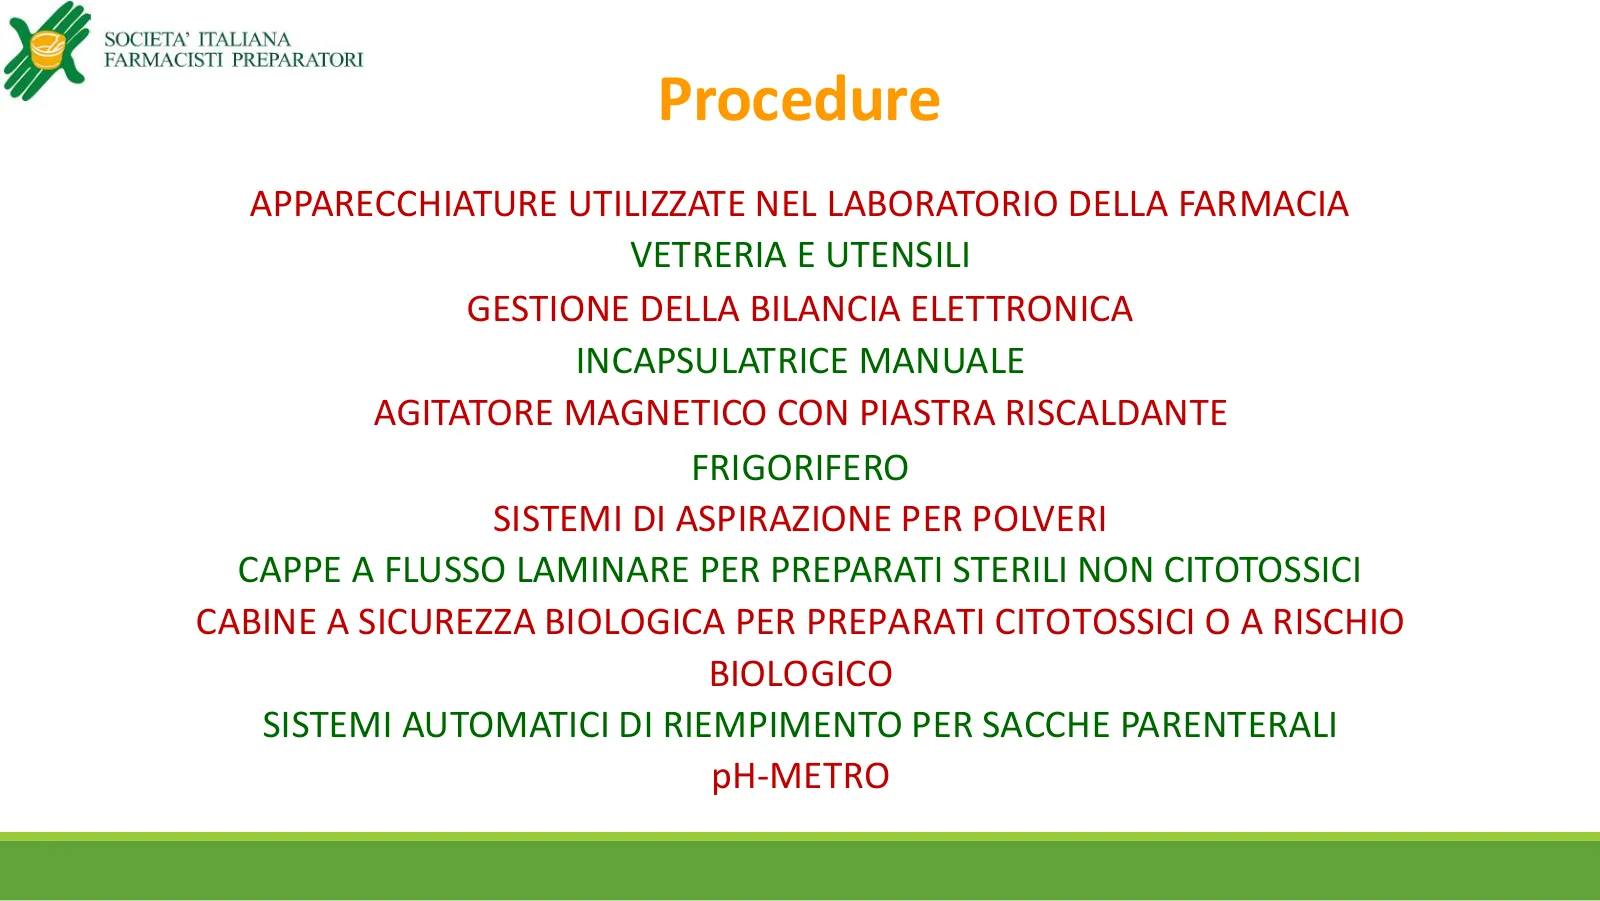 SOCIETA' ITALIANA
FARMACISTI PREPARATORI
Procedure
APPARECCHIATURE UTILIZZATE NEL LABORATORIO DELLA FARMACIA
VETRERIA E UTENSILI
GESTIONE DELLA BILANCIA ELETTRONICA
INCAPSULATRICE MANUALE
AGITATORE MAGNETICO CON PIASTRA RISCALDANTE
FRIGORIFERO
SISTEMI DI ASPIRAZIONE PER POLVERI
CAPPE A FLUSSO LAMINARE PER PREPARATI STERILI NON CITOTOSSICI
CABINE A SICUREZZA BIOLOGICA PER PREPARATI CITOTOSSICI O A RISCHIO
BIOLOGICO
SISTEMI AUTOMATICI DI RIEMPIMENTO PER SACCHE PARENTERALI
pH-METRO